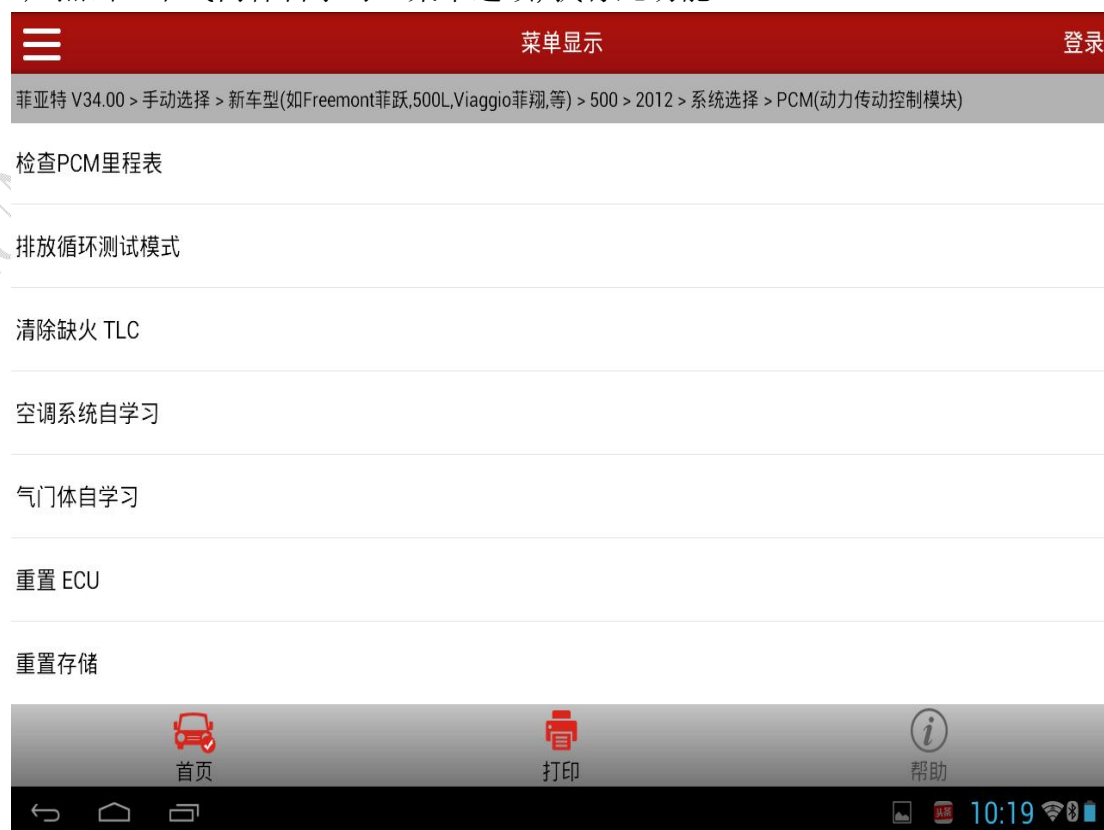 菜单显示
登录
菲亚特 V34.00 > 手动选择 > 新车型(如Freemont菲跃,500L,Viaggio菲翔,等) > 500 > 2012 > 系统选择 > PCM(动力传动控制模块)
检查PCM里程表
排放循环测试模式
清除缺火 TLC
空调系统自学习
气门体自学习
重置 ECU
重置存储
首页
打印
帮助
头条
10:19